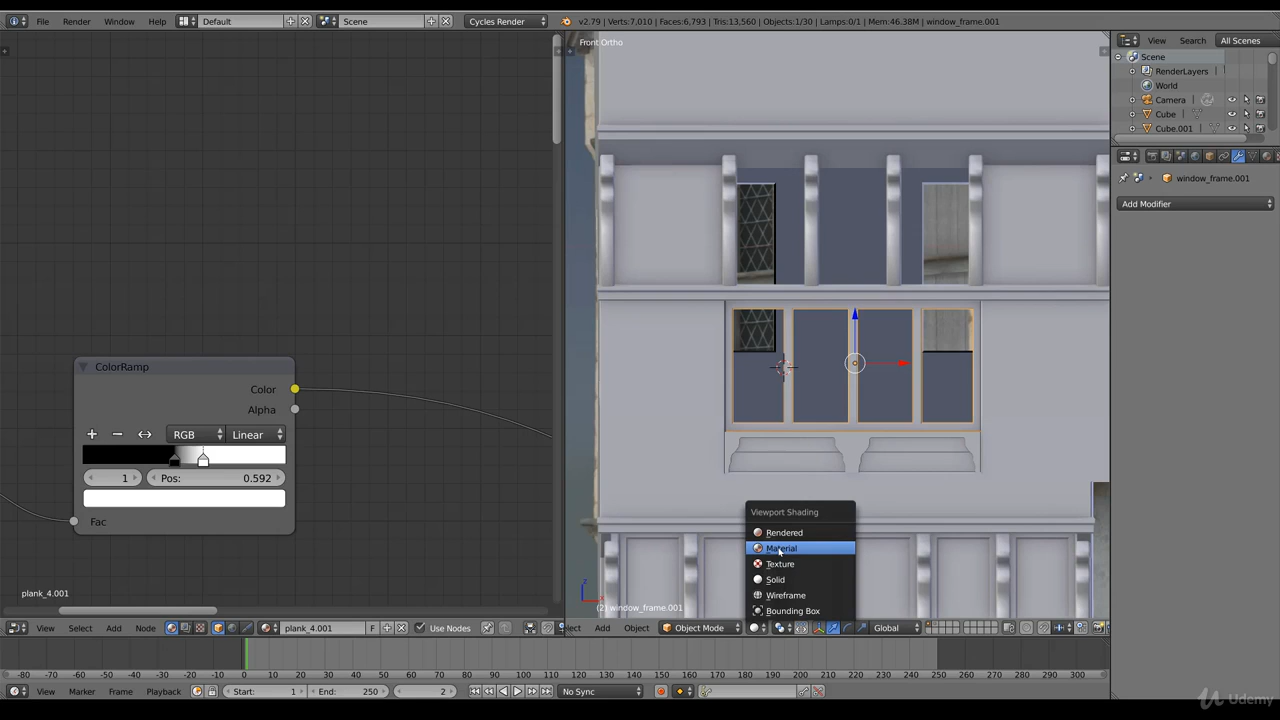 File Render Window Help Default Scene Cycles Render v2.79 | Verts:7,010 | Faces:6,793 | Tris:13,560 | Objects:1/30 | Lamps:0/1 | Mem:46.38M | window_frame.001
Front Ortho
View Search All Scenes
Scene
RenderLayers
World
Camera
Cube
Cube.001
window_frame.001
Add Modifier
ColorRamp
Color
Alpha
RGB Linear
1 Pos: 0.592
Fac
Viewport Shading
Rendered
Material
Texture
Solid
Wireframe
Bounding Box
plank_4.001
(2) window_frame.001
View Select Add Node plank_4.001 F Use Nodes
Add Object Object Mode Global
-80 -70 -60 -50 -40 -30 -20 -10 0 10 20 30 40 50 60 70 80 90 100 110 120 130 140 150 160 170 180 190 200 210 220 230 240 250 260 270 280 290 300 310 320 330 340 350 360
View Marker Frame Playback Start: 1 End: 250 2 No Sync
Udemy